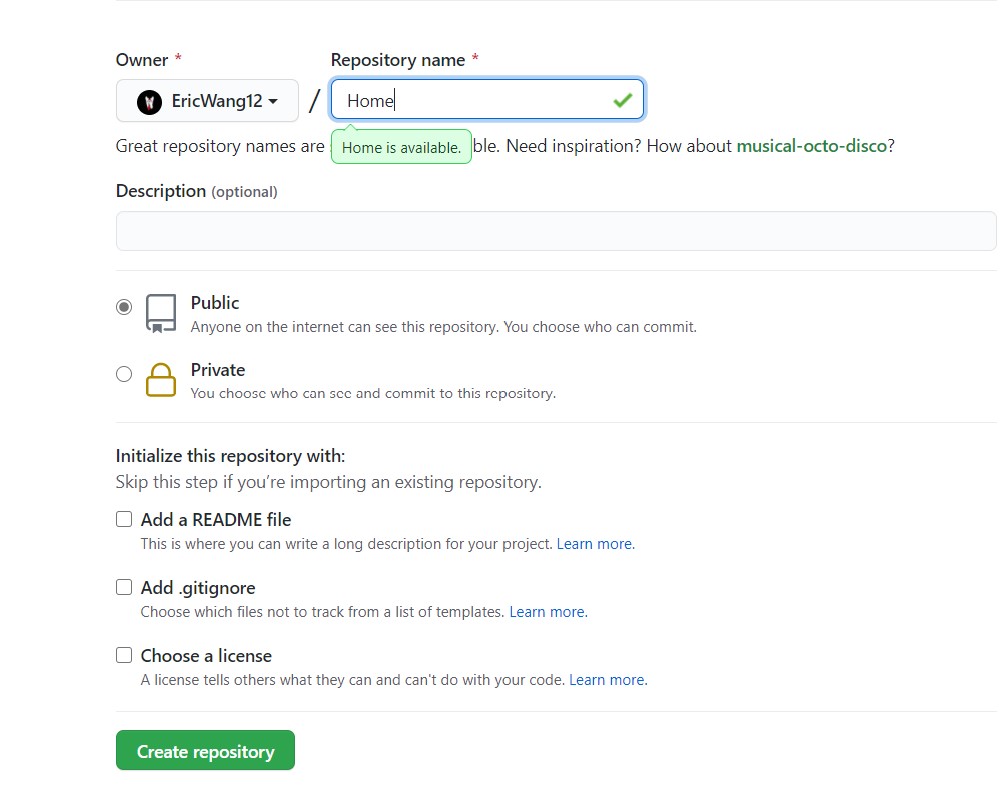 Owner *
Repository name *
EricWang12 / Home
Home is available.
Great repository names are ble. Need inspiration? How about musical-octo-disco?
Description (optional)
Public
Anyone on the internet can see this repository. You choose who can commit.
Private
You choose who can see and commit to this repository.
Initialize this repository with:
Skip this step if you’re importing an existing repository.
Add a README file
This is where you can write a long description for your project. Learn more.
Add .gitignore
Choose which files not to track from a list of templates. Learn more.
Choose a license
A license tells others what they can and can't do with your code. Learn more.
Create repository